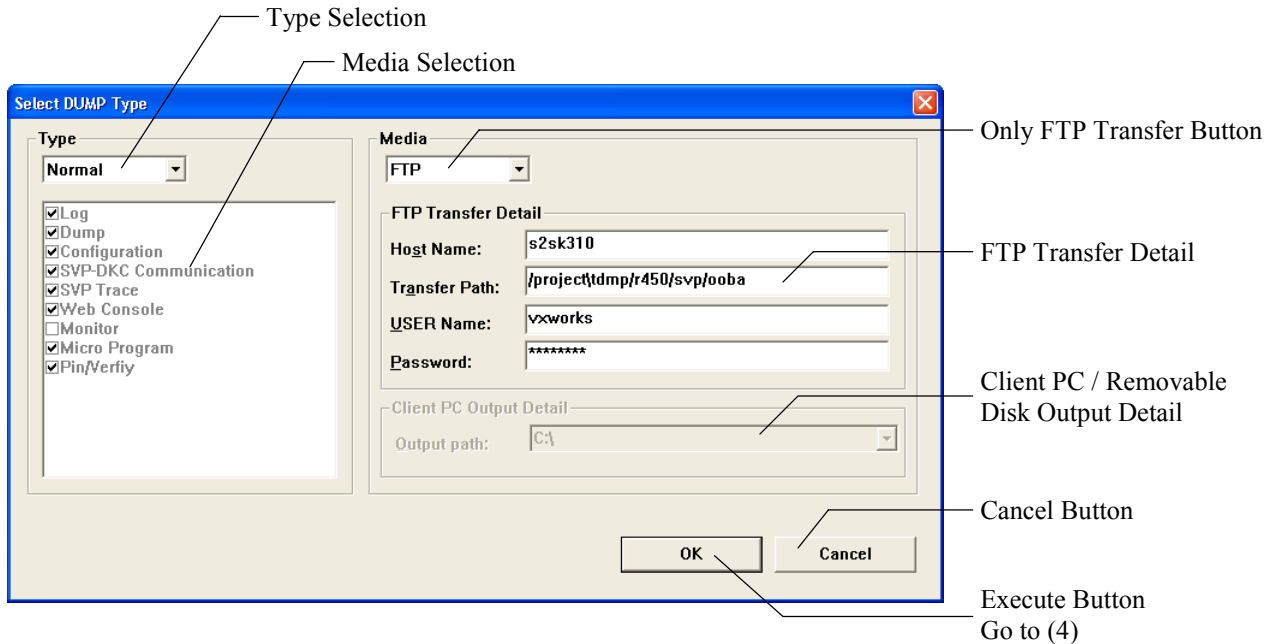 Type Selection
Media Selection
Select DUMP Type
Type
Normal
Log
Dump
Configuration
SVP-DKC Communication
SVP Trace
Web Console
Monitor
Micro Program
Pin/Verfiy
Media
FTP
FTP Transfer Detail
Host Name: s2sk310
Transfer Path: /project\tdmp/r450/svp/ooba
USER Name: vxworks
Password: ********
Client PC Output Detail
Output path: C:\
OK
Cancel
Only FTP Transfer Button
FTP Transfer Detail
Client PC / Removable
Disk Output Detail
Cancel Button
Execute Button
Go to (4)